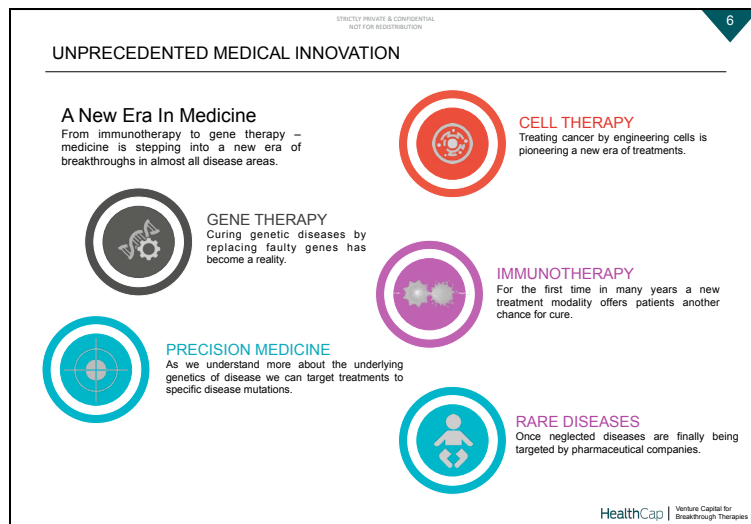 STRICTLY PRIVATE & CONFIDENTIAL
NOT FOR REDISTRIBUTION
6
UNPRECEDENTED MEDICAL INNOVATION
A New Era In Medicine
From immunotherapy to gene therapy –
medicine is stepping into a new era of
breakthroughs in almost all disease areas.
CELL THERAPY
Treating cancer by engineering cells is
pioneering a new era of treatments.
GENE THERAPY
Curing genetic diseases by
replacing faulty genes has
become a reality.
IMMUNOTHERAPY
For the first time in many years a new
treatment modality offers patients another
chance for cure.
PRECISION MEDICINE
As we understand more about the underlying
genetics of disease we can target treatments to
specific disease mutations.
RARE DISEASES
Once neglected diseases are finally being
targeted by pharmaceutical companies.
HealthCap
Venture Capital for
Breakthrough Therapies